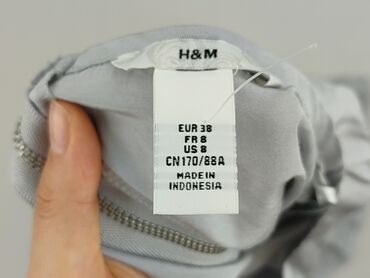 H&M
EUR 38
FR 8
US 8
CN170/88A
MADE IN
INDONESIA